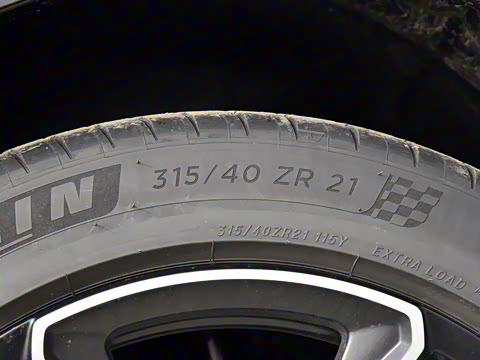 IN
315/40 ZR 21
315/40ZR21 115Y
EXTRA LOAD